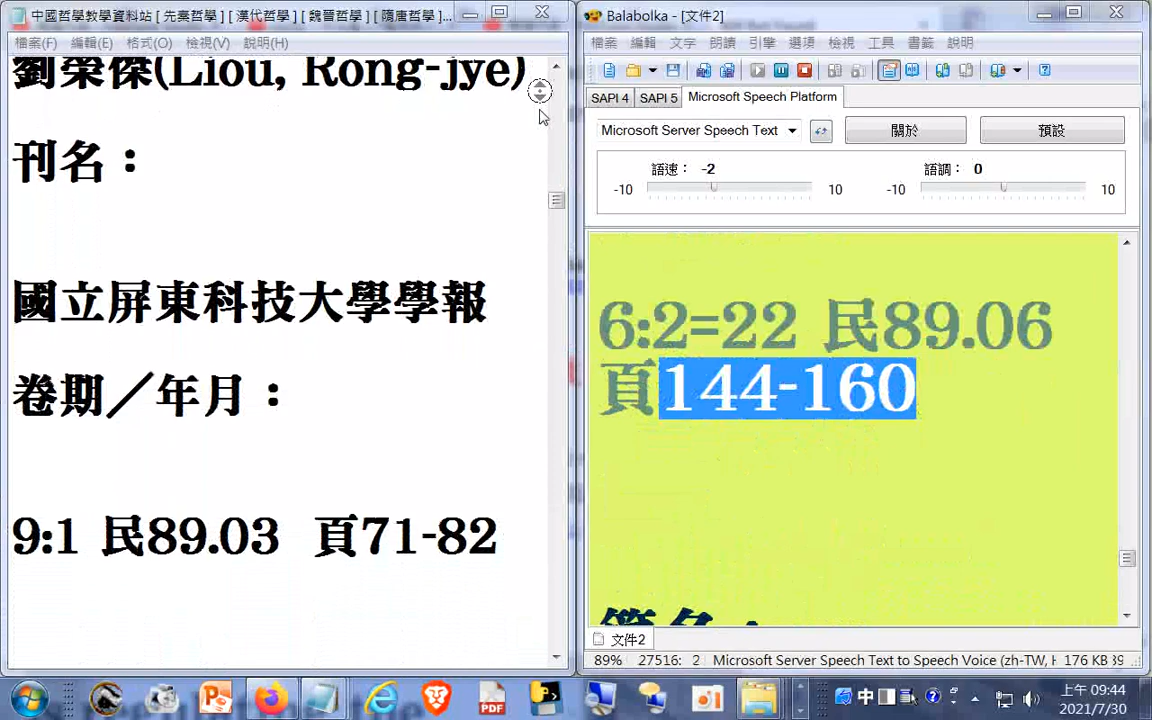 中國哲學教學資料站 [ 先秦哲學 ] [ 漢代哲學 ] [ 魏晉哲學 ] [ 隋唐哲學 ]...
檔案(F) 編輯(E) 格式(O) 檢視(V) 說明(H)
劉榮傑(Liou, Rong-jye)
刊名：
國立屏東科技大學學報
卷期／年月：
9:1 民89.03 頁71-82
Balabolka - [文件2]
檔案 編輯 文字 朗讀 引擎 選項 檢視 工具 書籤 說明
SAPI 4 SAPI 5 Microsoft Speech Platform
Microsoft Server Speech Text 關於 預設
語速： -2 語調： 0
-10 10 -10 10
6:2=22 民89.06
頁144-160
篇名：
文件2
89% 27516: 2 Microsoft Server Speech Text to Speech Voice (zh-TW, H 176 KB
PDF 中 上午 09:44
2021/7/30